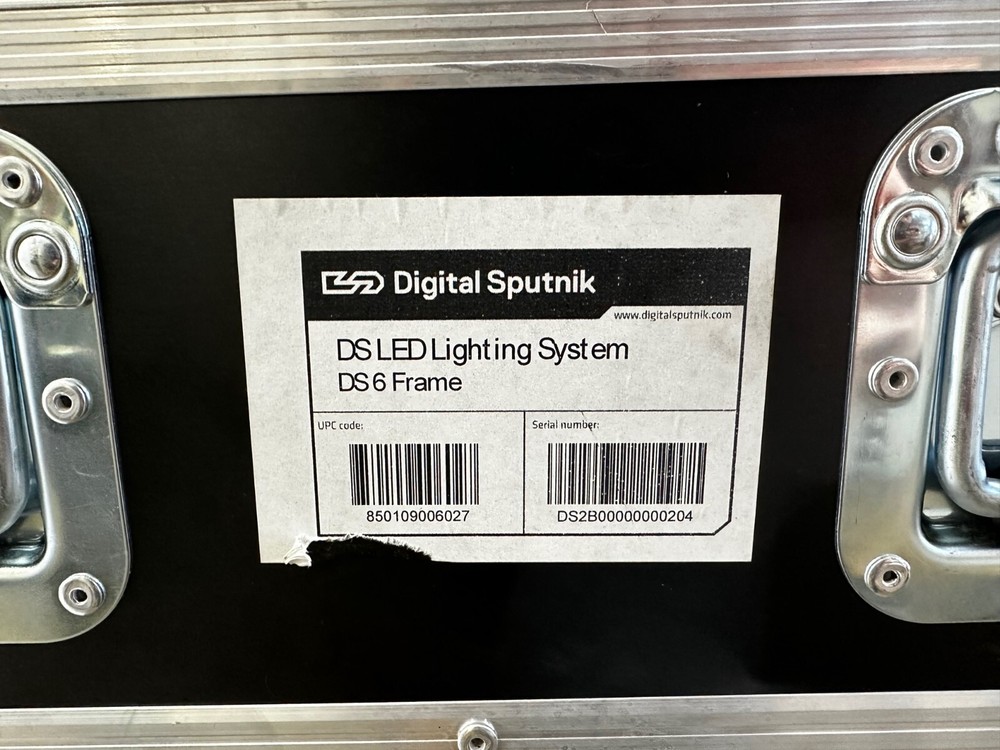 Digital Sputnik
www.digitalsputnik.com
DS LED Lighting System
DS 6 Frame
UPC code:
Serial number:
850109006027
DS2B00000000204